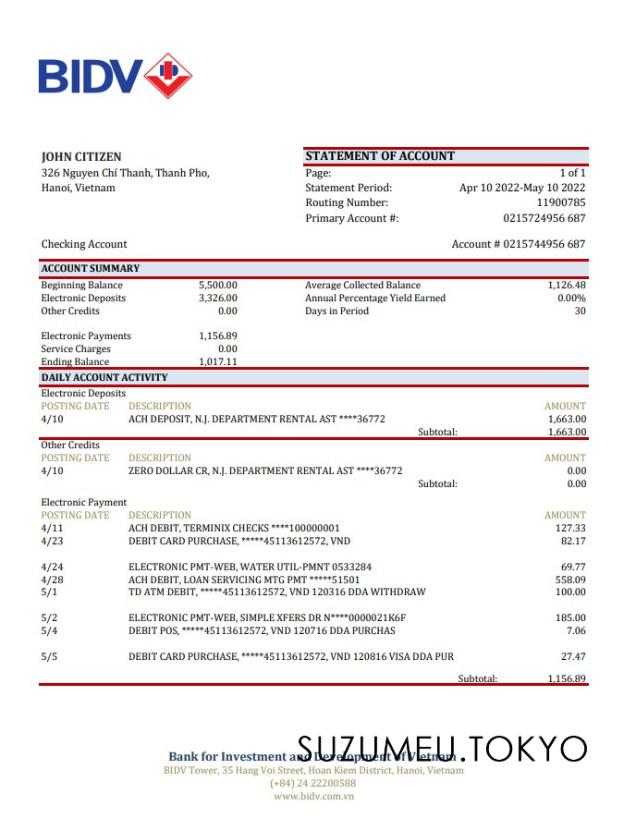 BIDV
JOHN CITIZEN
326 Nguyen Chí Thanh, Thanh Pho,
Hanoi, Vietnam
STATEMENT OF ACCOUNT
Page: 1 of 1
Statement Period: Apr 10 2022-May 10 2022
Routing Number: 11900785
Primary Account #: 0215724956 687
Checking Account Account # 0215744956 687
ACCOUNT SUMMARY
Beginning Balance 5,500.00 Average Collected Balance 1,126.48
Electronic Deposits 3,326.00 Annual Percentage Yield Earned 0.00%
Other Credits 0.00 Days in Period 30
Electronic Payments 1,156.89
Service Charges 0.00
Ending Balance 1,017.11
DAILY ACCOUNT ACTIVITY
Electronic Deposits
POSTING DATE DESCRIPTION AMOUNT
4/10 ACH DEPOSIT, N.J. DEPARTMENT RENTAL AST ****36772 1,663.00
Subtotal: 1,663.00
Other Credits
POSTING DATE DESCRIPTION AMOUNT
4/10 ZERO DOLLAR CR, N.J. DEPARTMENT RENTAL AST ****36772 0.00
Subtotal: 0.00
Electronic Payment
POSTING DATE DESCRIPTION AMOUNT
4/11 ACH DEBIT, TERMINIX CHECKS ****100000001 127.33
4/23 DEBIT CARD PURCHASE, *****45113612572, VND 82.17
4/24 ELECTRONIC PMT-WEB, WATER UTIL-PMNT 0533284 69.77
4/28 ACH DEBIT, LOAN SERVICING MTG PMT *****51501 558.09
5/1 TD ATM DEBIT, *****45113612572, VND 120316 DDA WITHDRAW 100.00
5/2 ELECTRONIC PMT-WEB, SIMPLE XFERS DR N****0000021K6F 185.00
5/4 DEBIT POS, *****45113612572, VND 120716 DDA PURCHAS 7.06
5/5 DEBIT CARD PURCHASE, *****45113612572, VND 120816 VISA DDA PUR 27.47
Subtotal: 1,156.89
SUZUMEU.TOKYO
Bank for Investment and Development of Vietnam
BIDV Tower, 35 Hang Voi Street, Hoan Kiem District, Hanoi, Vietnam
(+84) 24 22200588
www.bidv.com.vn